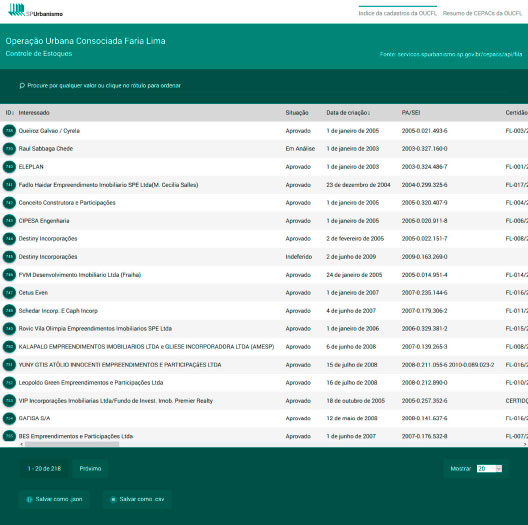 SPUrbanismo
Índice da cadastros da OUCFL Resumo de CEPACs da OUCFL
Operação Urbana Consociada Faria Lima
Controle de Estoques
Fonte: servicos.spurbanismo.sp.gov.br/cepacs/api/fila
Procure por qualquer valor ou clique no rótulo para ordenar
ID↕ Interessado Situação Data de criação↓ PA/SEI Certidão
738 Queiroz Galvao / Cyrela Aprovado 1 de janeiro de 2005 2005-0.021.493-6 FL-003/2
739 Raul Sabbaga Chede Em Análise 1 de janeiro de 2003 2003-0.327.160-0
740 ELEPLAN Aprovado 1 de janeiro de 2003 2003-0.324.486-7 FL-001/2
741 Fadlo Haidar Empreendimento Imobiliario SPE Ltda(M. Cecilia Salles) Aprovado 23 de dezembro de 2004 2004-0.299.325-6 FL-017/2
742 Conceito Construtora e Participações Aprovado 1 de janeiro de 2005 2005-0.320.407-9 FL-004/2
743 CIPESA Engenharia Aprovado 1 de janeiro de 2005 2005-0.020.911-8 FL-006/2
744 Destiny Incorporações Aprovado 2 de fevereiro de 2005 2005-0.022.151-7 FL-008/2
745 Destiny Incorporações Indeferido 2 de junho de 2009 2009-0.163.269-0
746 FVM Desenvolvimento Imobiliario Ltda (Fraiha) Aprovado 24 de janeiro de 2005 2005-0.014.951-4 FL-014/2
747 Cetus Even Aprovado 1 de janeiro de 2007 2007-0.235.144-6 FL-016/2
748 Schedar Incorp. E Caph Incorp Aprovado 4 de junho de 2007 2007-0.179.306-2 FL-011/2
749 Rovic Vila Olimpia Empreendimentos Imobiliarios SPE Ltda Aprovado 1 de janeiro de 2006 2006-0.329.381-2 FL-015/2
750 KALAPALO EMPREENDIMENTOS IMOBILIARIOS LTDA e GLIESE INCORPORADORA LTDA (AMESP) Aprovado 6 de junho de 2008 2007-0.139.265-3 FL-008/2
751 YUNY GTIS ATÓLIO INNOCENTI EMPREENDIMENTOS E PARTICIPAÇãES LTDA Aprovado 15 de julho de 2008 2008-0.211.055-6 2010-0.089.023-2 FL-016/2
752 Leopoldo Green Empreendimentos e Participações Ltda Aprovado 16 de julho de 2008 2008-0.212.890-0 FL-010/2
753 VIP Incorporações Imobiliarias Ltda/Fundo de Invest. Imob. Premier Realty Aprovado 18 de outubro de 2005 2005-0.257.352-6 CERTIDÇ
754 GAFISA S/A Aprovado 12 de maio de 2008 2008-0.141.637-6 FL-016/2
755 BES Empreendimentos e Participações Ltda Aprovado 1 de junho de 2007 2007-0.176.532-8 FL-007/2
1 - 20 de 218 Próximo Mostrar 20
Salvar como .json Salvar como .csv